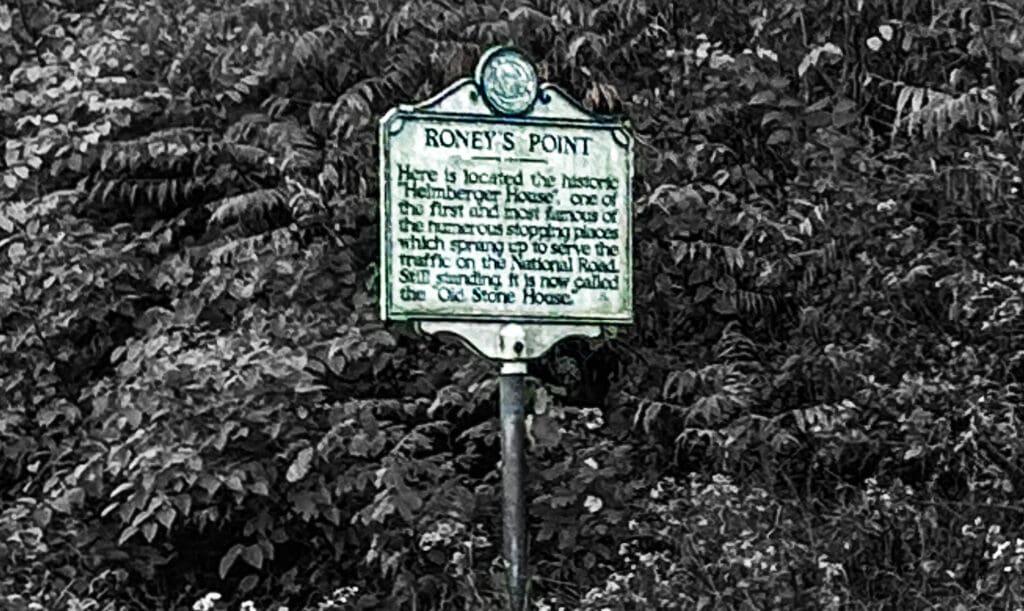 RONEY'S POINT
Here is located the historic
"Heimberger House", one of
the first and most famous of
the numerous stopping places
which sprang up to serve the
traffic on the National Road.
Still standing, it is now called
the "Old Stone House."